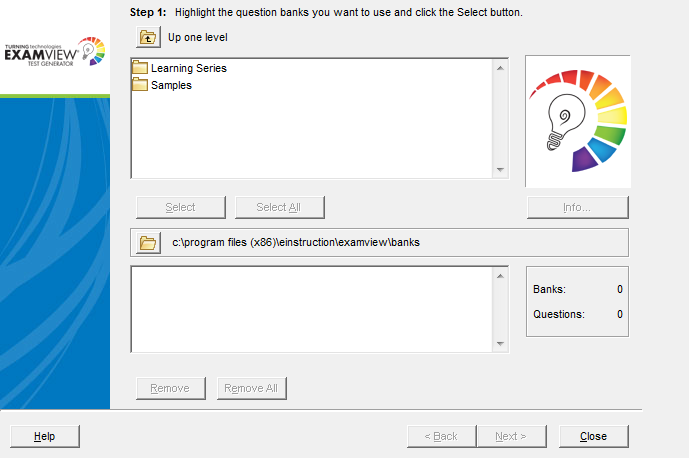 Step 1: Highlight the question banks you want to use and click the Select button.
Up one level
TURNING technologies
EXAMVIEW®
TEST GENERATOR
Learning Series
Samples
Select
Select All
Info...
c:\program files (x86)\einstruction\examview\banks
Banks: 0
Questions: 0
Remove
Remove All
Help
< Back
Next >
Close